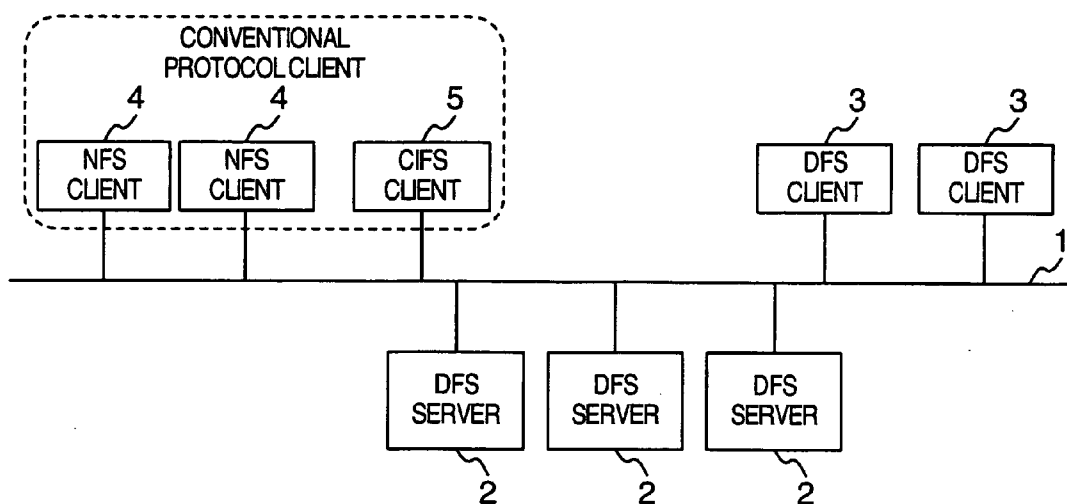 CONVENTIONAL
PROTOCOL CLIENT
4
4
5
3
3
NFS
CLIENT
NFS
CLIENT
CIFS
CLIENT
DFS
CLIENT
DFS
CLIENT
1
DFS
SERVER
DFS
SERVER
DFS
SERVER
2
2
2